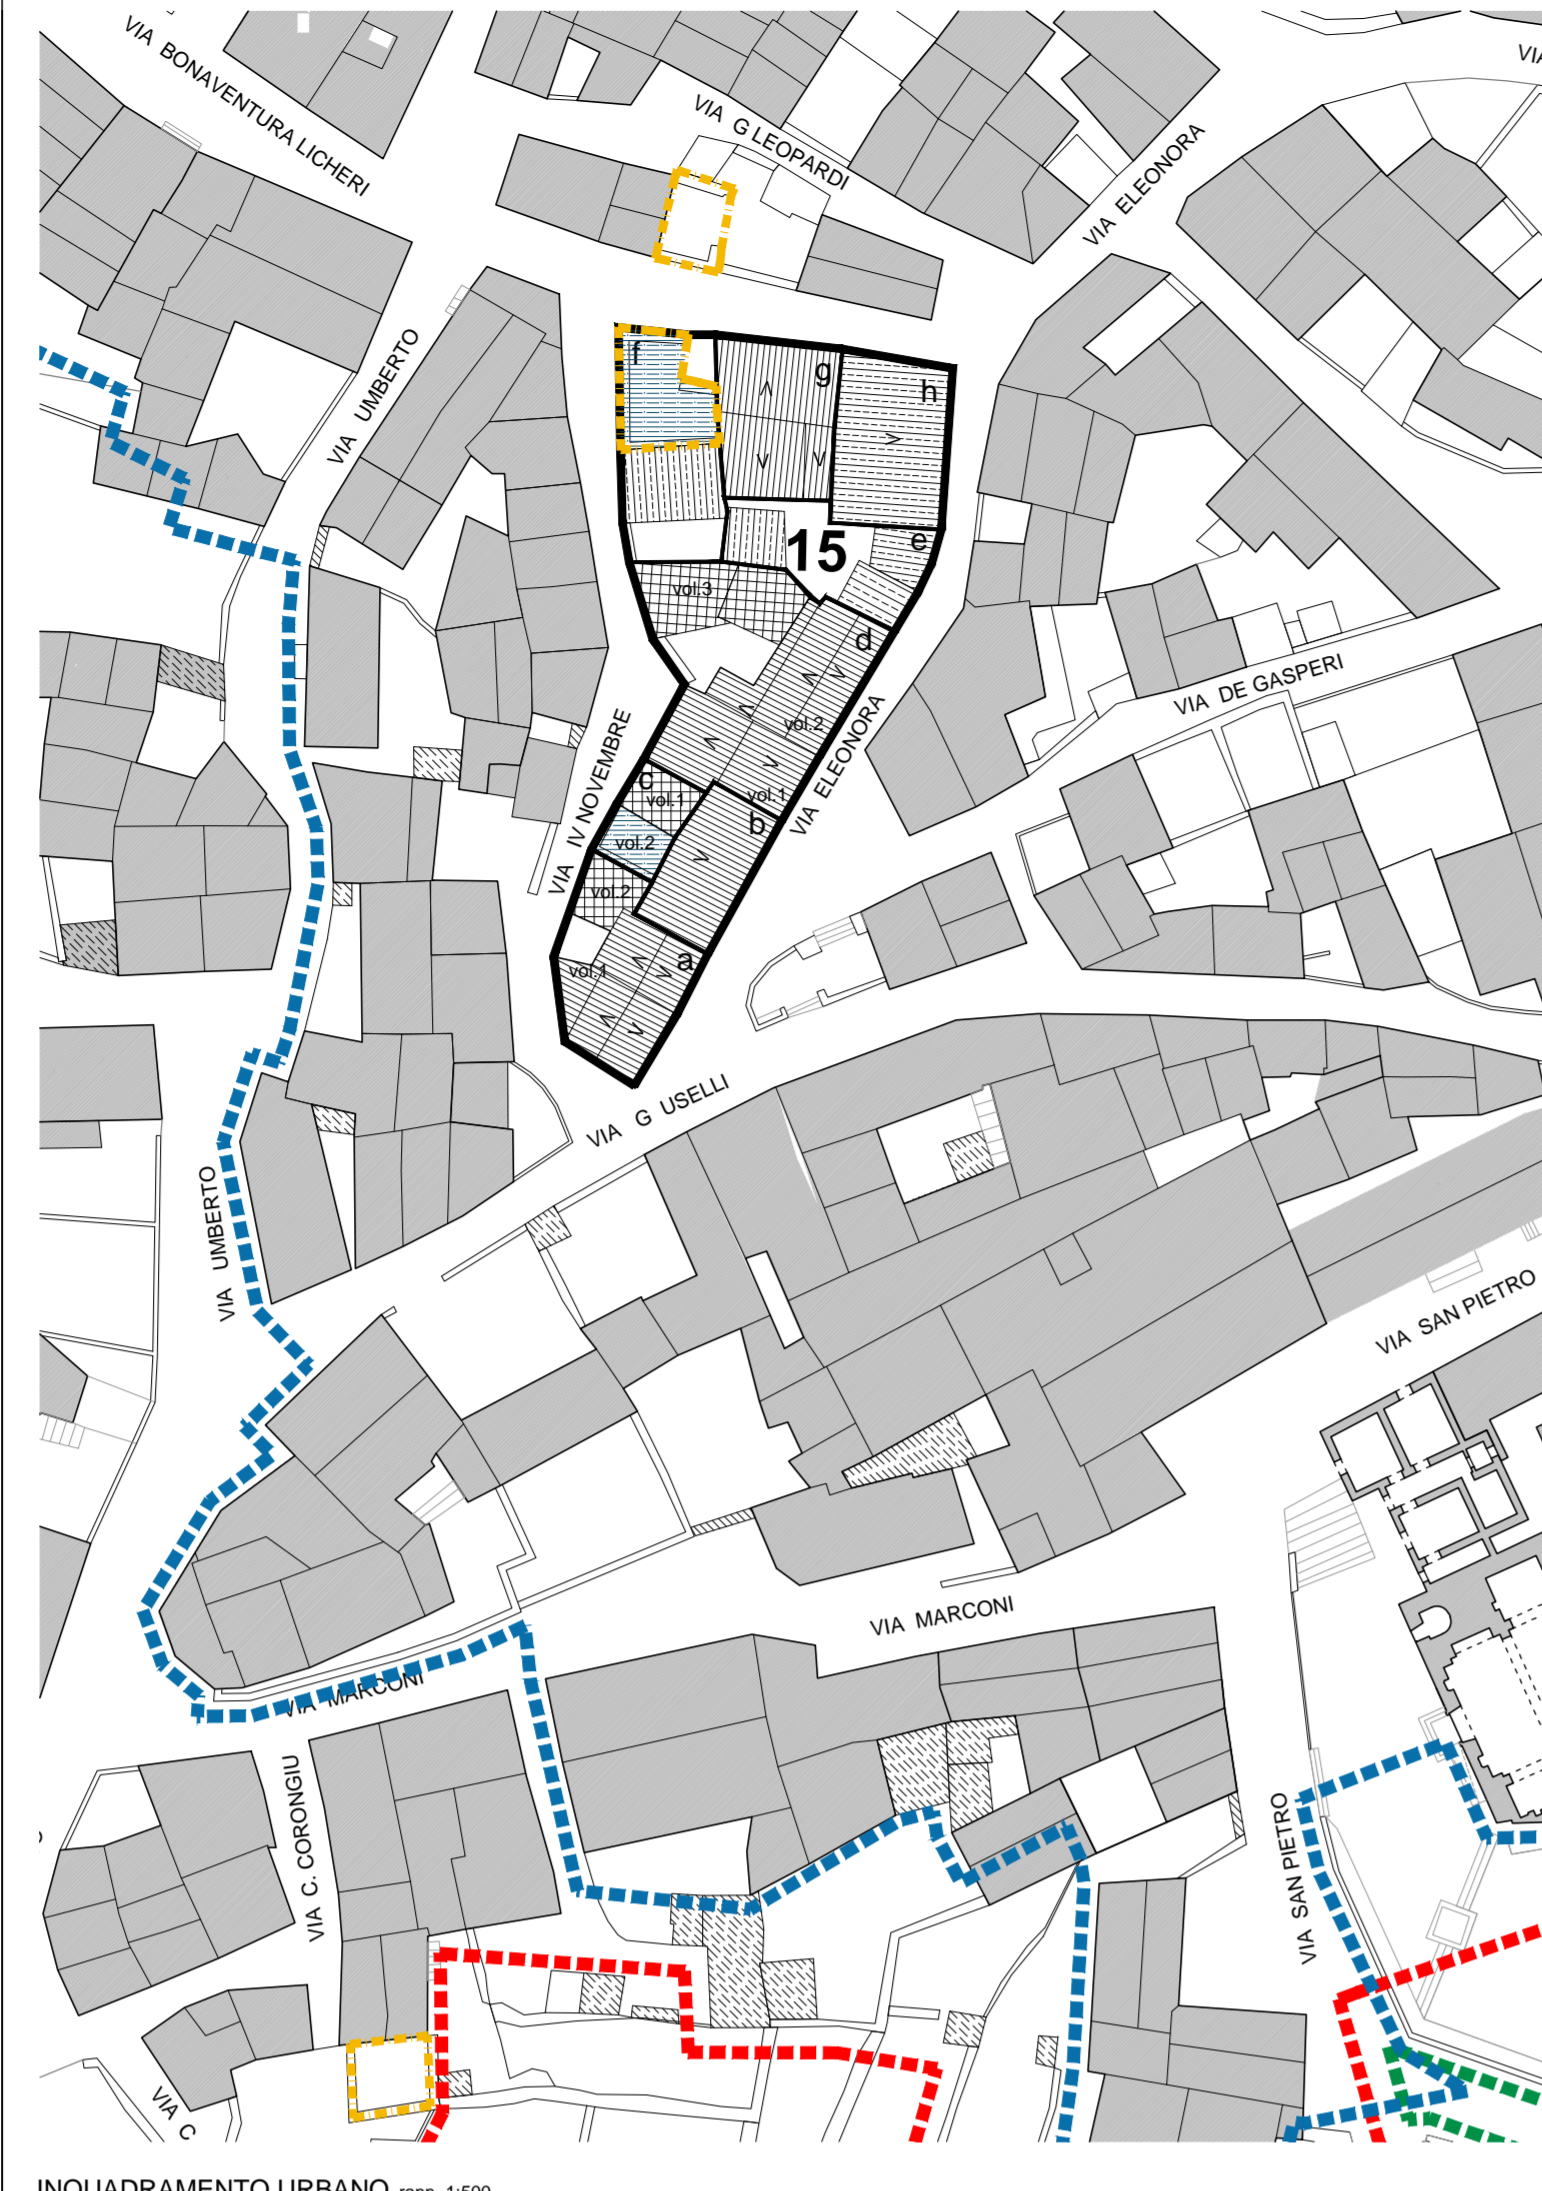 VIA BONAVENTURA LICHERI
VIA G LEOPARDI
VIA ELEONORA
VIA UMBERTO
f
g
h
15
e
vol.3
d
VIA DE GASPERI
vol.2
VIA IV NOVEMBRE
VIA ELEONORA
c
vol.1
vol.1
b
vol.2
vol.2
a
vol.1
VIA G USELLI
VIA UMBERTO
VIA SAN PIETRO
VIA MARCONI
VIA MARCONI
VIA C. CORONGIU
VIA SAN PIETRO
VIA C
INQUADRAMENTO URBANO rapp. 1:500